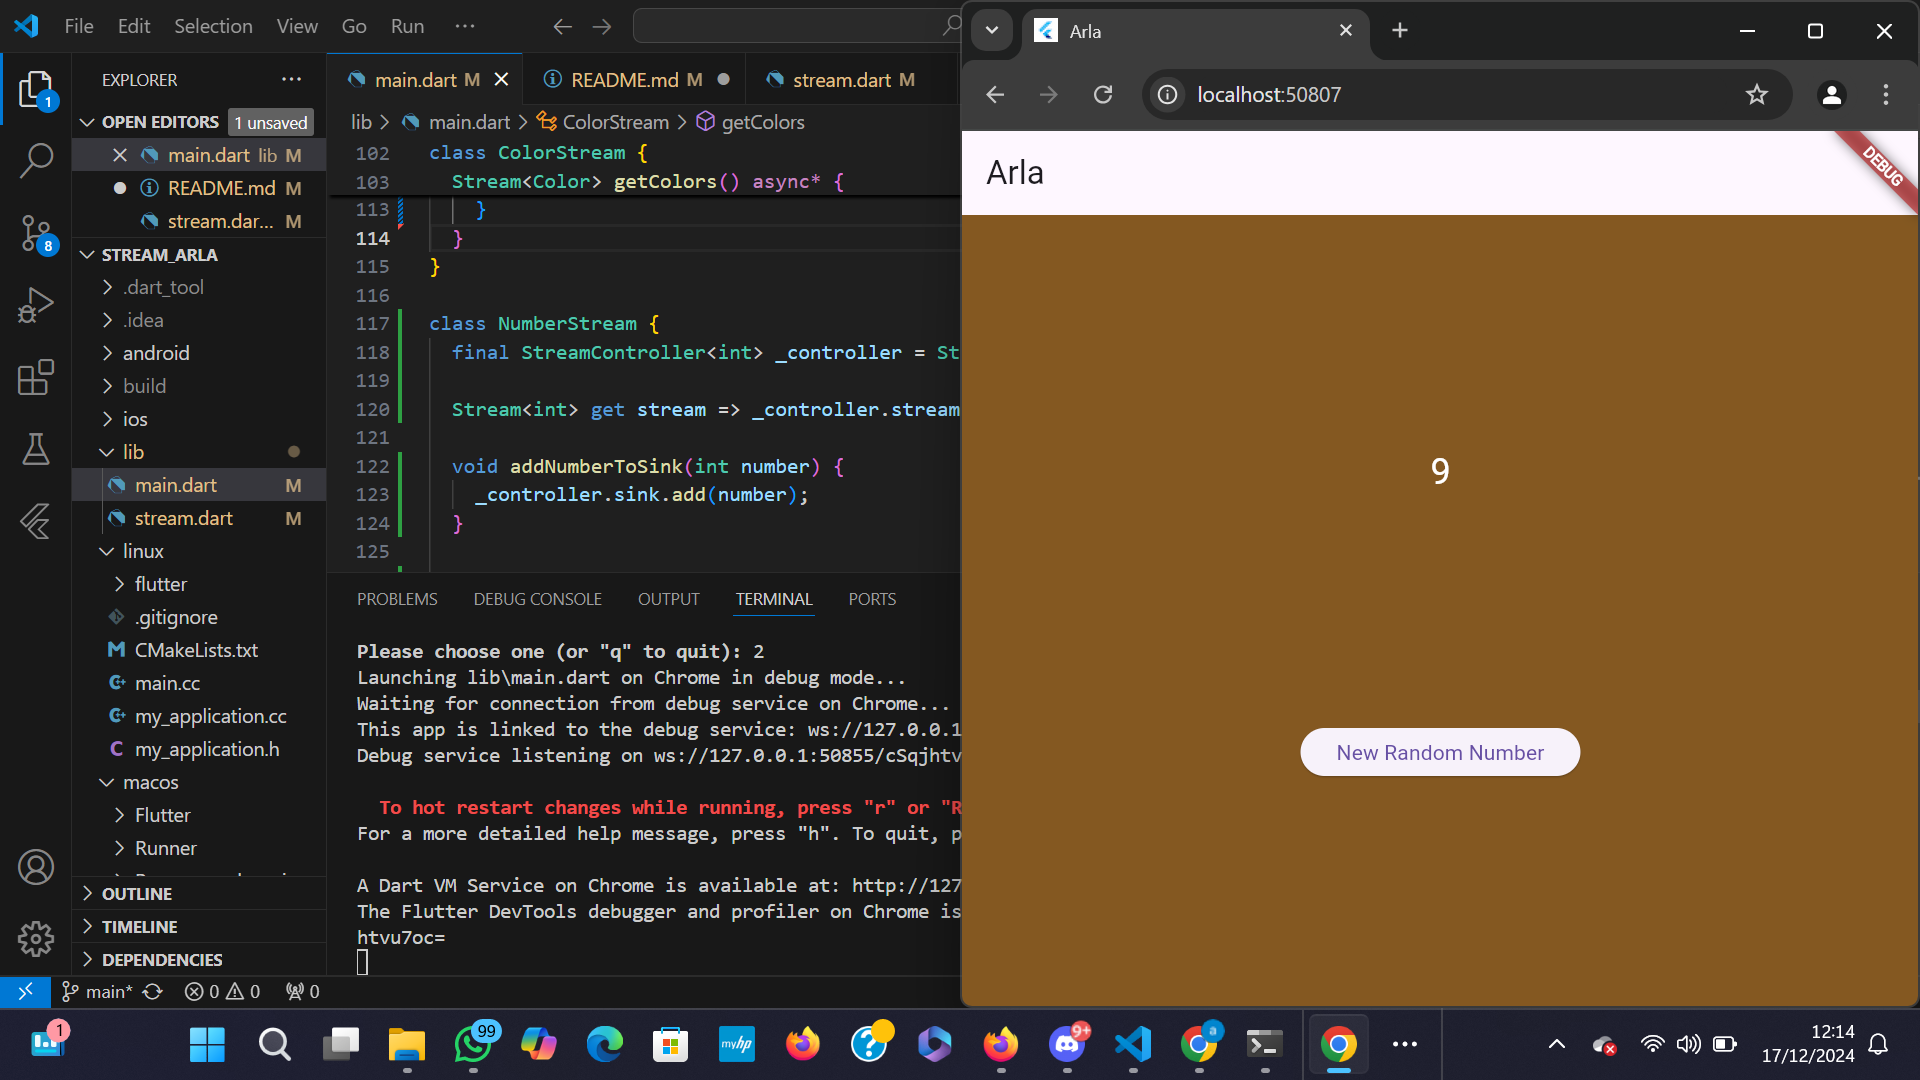 File Edit Selection View Go Run ...
EXPLORER
OPEN EDITORS 1 unsaved
main.dart lib M
README.md M
stream.dar... M
STREAM_ARLA
.dart_tool
.idea
android
build
ios
lib
main.dart M
stream.dart M
linux
flutter
.gitignore
CMakeLists.txt
main.cc
my_application.cc
my_application.h
macos
Flutter
Runner
OUTLINE
TIMELINE
DEPENDENCIES
1
8
main.dart M README.md M stream.dart M
lib > main.dart > ColorStream > getColors
102 class ColorStream {
103 Stream<Color> getColors() async* {
113 }
114 }
115 }
116
117 class NumberStream {
118 final StreamController<int> _controller = St
119
120 Stream<int> get stream => _controller.stream
121
122 void addNumberToSink(int number) {
123 _controller.sink.add(number);
124 }
125
PROBLEMS DEBUG CONSOLE OUTPUT TERMINAL PORTS
Please choose one (or "q" to quit): 2
Launching lib\main.dart on Chrome in debug mode...
Waiting for connection from debug service on Chrome...
This app is linked to the debug service: ws://127.0.0.1
Debug service listening on ws://127.0.0.1:50855/cSqjhtv
To hot restart changes while running, press "r" or "R
For a more detailed help message, press "h". To quit, p
A Dart VM Service on Chrome is available at: http://127
The Flutter DevTools debugger and profiler on Chrome is
htvu7oc=
main* 0 0 0
Arla
localhost:50807
Arla
DEBUG
9
New Random Number
1
99
myhp
?
9+
a
12:14
17/12/2024